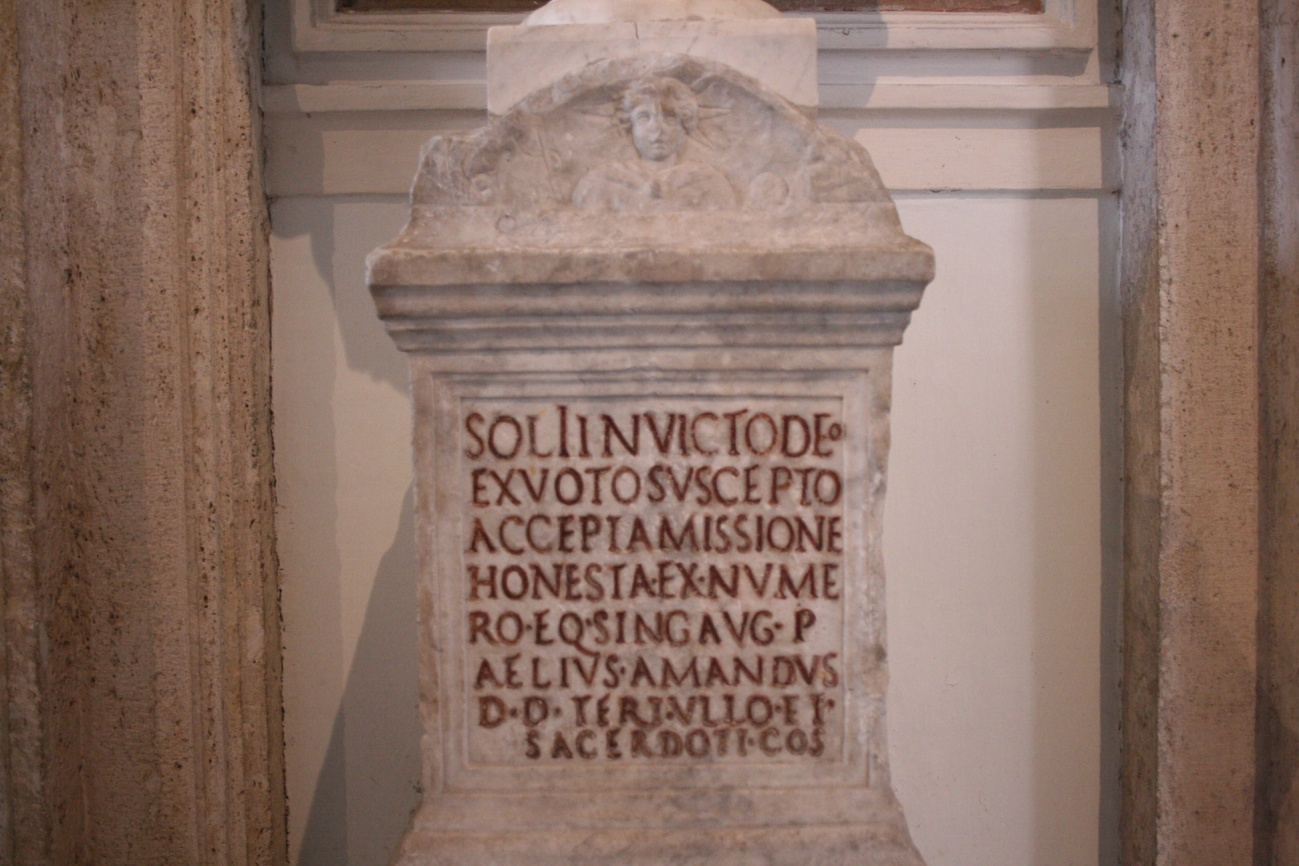 SOLI INVICTO DEO
EX VOTO SVSCEPTO
ACCEPTA MISSIONE
HONESTA·EX·NVME
RO·EQ·SING AVG·P
AELIVS·AMANDVS
D·D·TERTVLLO·ET·
SACERDOTI·COS